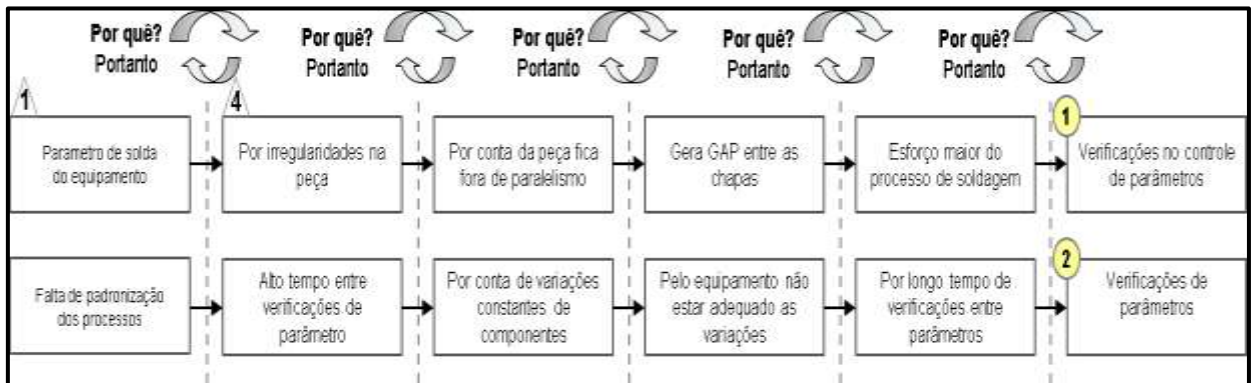 Por quê?
Portanto
Por quê?
Portanto
Por quê?
Portanto
Por quê?
Portanto
Por quê?
Portanto
1
Parametro de solda
do equipamento
4
Por irregularidades na
peça
Por conta da peça fica
fora de paralelismo
Gera GAP entre as
chapas
Esforço maior do
processo de soldagem
1
Verificações no controle
de parâmetros
Falta de padronização
dos processos
Alto tempo entre
verificações de
parâmetro
Por conta de variações
constantes de
componentes
Pelo equipamento não
estar adequado as
variações
Por longo tempo de
verificações entre
parâmetros
2
Verificações de
parâmetros